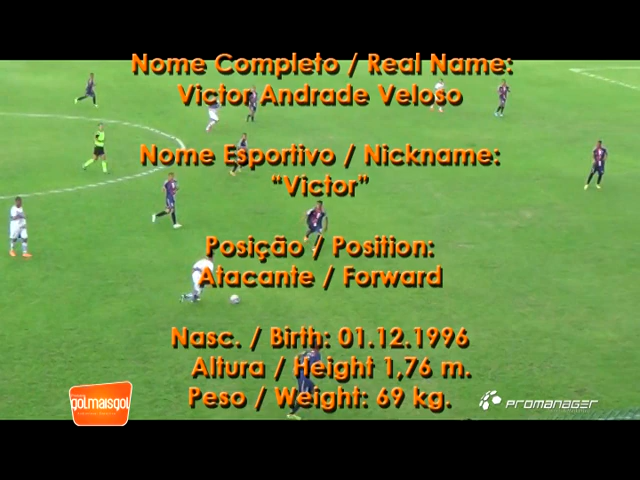 Nome Completo / Real Name:
Victor Andrade Veloso
Nome Esportivo / Nickname:
“Victor”
Posição / Position:
Atacante / Forward
Nasc. / Birth: 01.12.1996
Altura / Height 1,76 m.
Peso / Weight: 69 kg.
golmaisgol
PROMANAGER